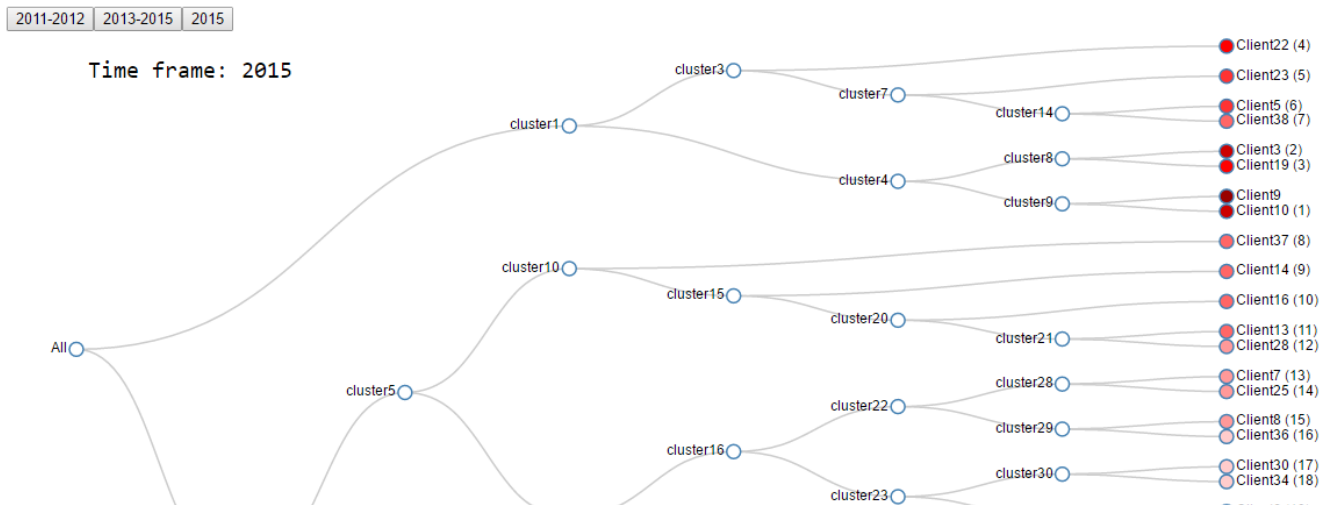 2011-2012 2013-2015 2015
Time frame: 2015
Client22 (4)
cluster3
Client23 (5)
cluster7
Client5 (6)
cluster14
Client38 (7)
cluster1
Client3 (2)
cluster8
Client19 (3)
cluster4
Client9
cluster9
Client10 (1)
Client37 (8)
cluster10
Client14 (9)
cluster15
Client16 (10)
cluster20
Client13 (11)
cluster21
Client28 (12)
All
Client7 (13)
cluster28
cluster5
Client25 (14)
cluster22
Client8 (15)
cluster29
Client36 (16)
cluster16
Client30 (17)
cluster30
Client34 (18)
cluster23